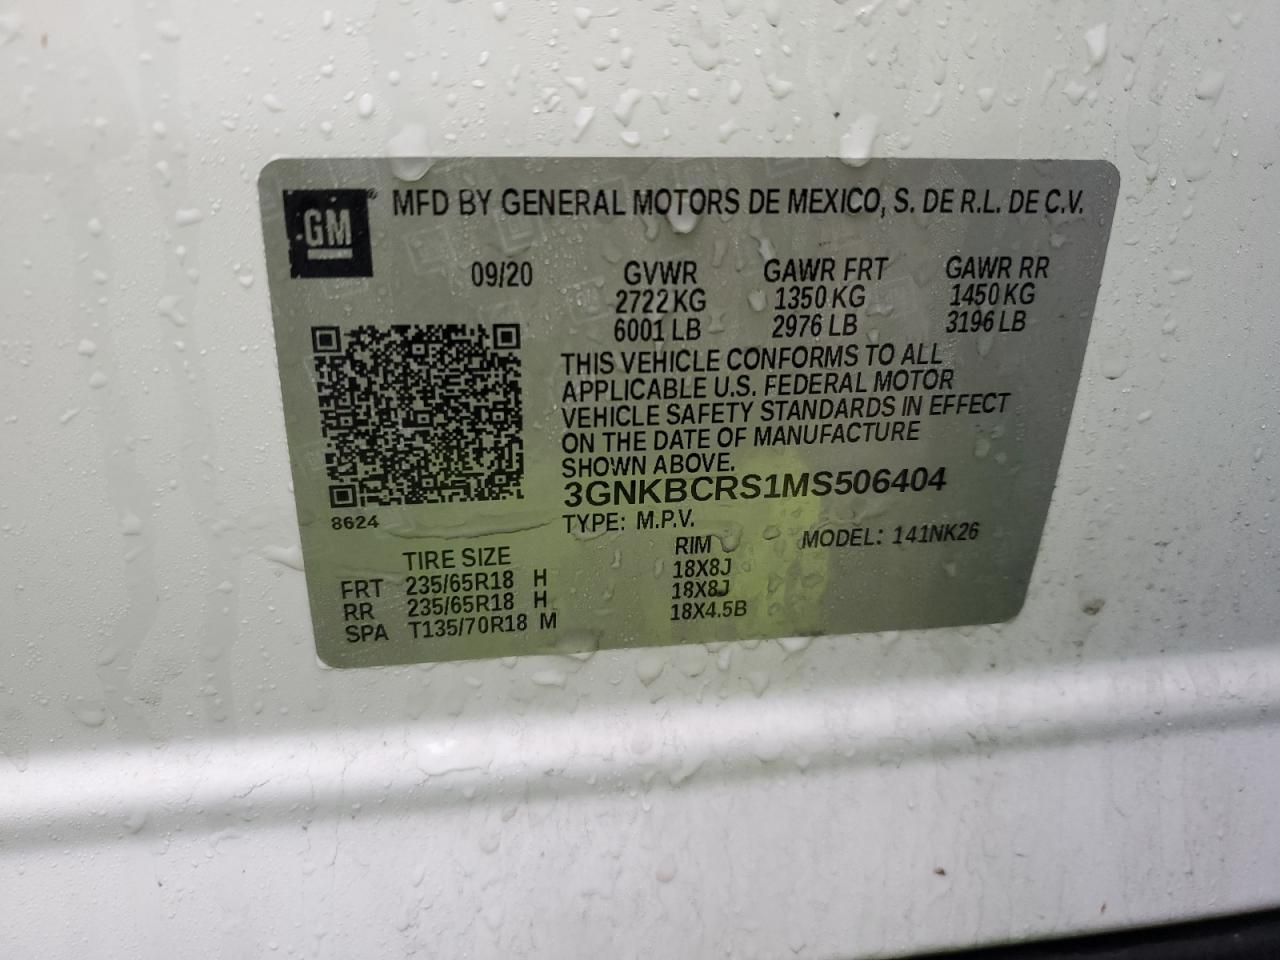 GM ® MFD BY GENERAL MOTORS DE MEXICO, S. DE R.L. DE C.V.
09/20 GVWR GAWR FRT GAWR RR
2722 KG 1350 KG 1450 KG
6001 LB 2976 LB 3196 LB
THIS VEHICLE CONFORMS TO ALL
APPLICABLE U.S. FEDERAL MOTOR
VEHICLE SAFETY STANDARDS IN EFFECT
ON THE DATE OF MANUFACTURE
SHOWN ABOVE.
3GNKBCRS1MS506404
8624 TYPE: M.P.V. MODEL: 141NK26
TIRE SIZE RIM
FRT 235/65R18 H 18X8J
RR 235/65R18 H 18X8J
SPA T135/70R18 M 18X4.5B